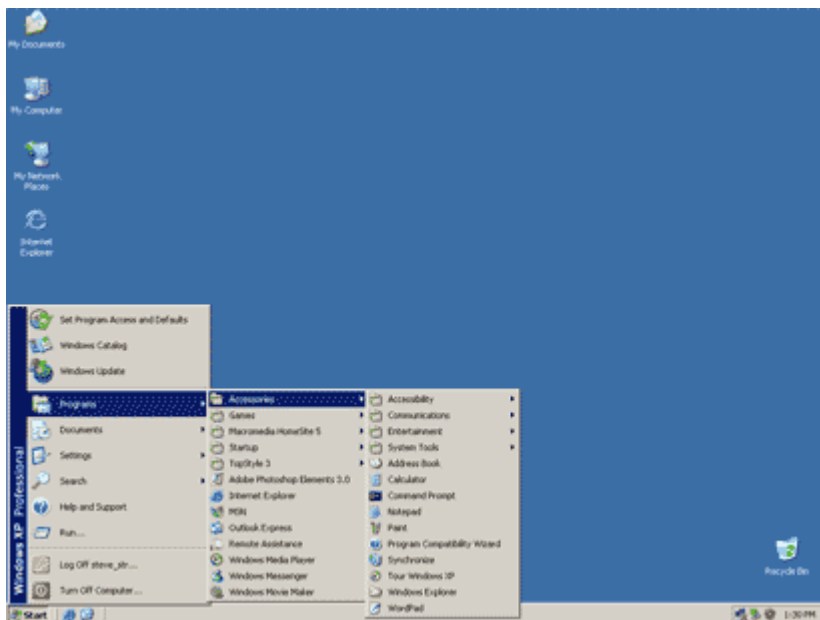 My Documents
My Computer
My Network
Places
Internet
Explorer
Set Program Access and Defaults
Windows Catalog
Windows Update
Programs
Documents
Settings
Search
Help and Support
Run...
Log Off steve_str...
Turn Off Computer...
Windows XP Professional
Accessories
Games
Macromedia HomeSite 5
Startup
TopStyle 3
Adobe Photoshop Elements 3.0
Internet Explorer
MSN
Outlook Express
Remote Assistance
Windows Media Player
Windows Messenger
Windows Movie Maker
Accessibility
Communications
Entertainment
System Tools
Address Book
Calculator
Command Prompt
Notepad
Paint
Program Compatibility Wizard
Synchronize
Tour Windows XP
Windows Explorer
WordPad
Recycle Bin
Start
1:30 PM